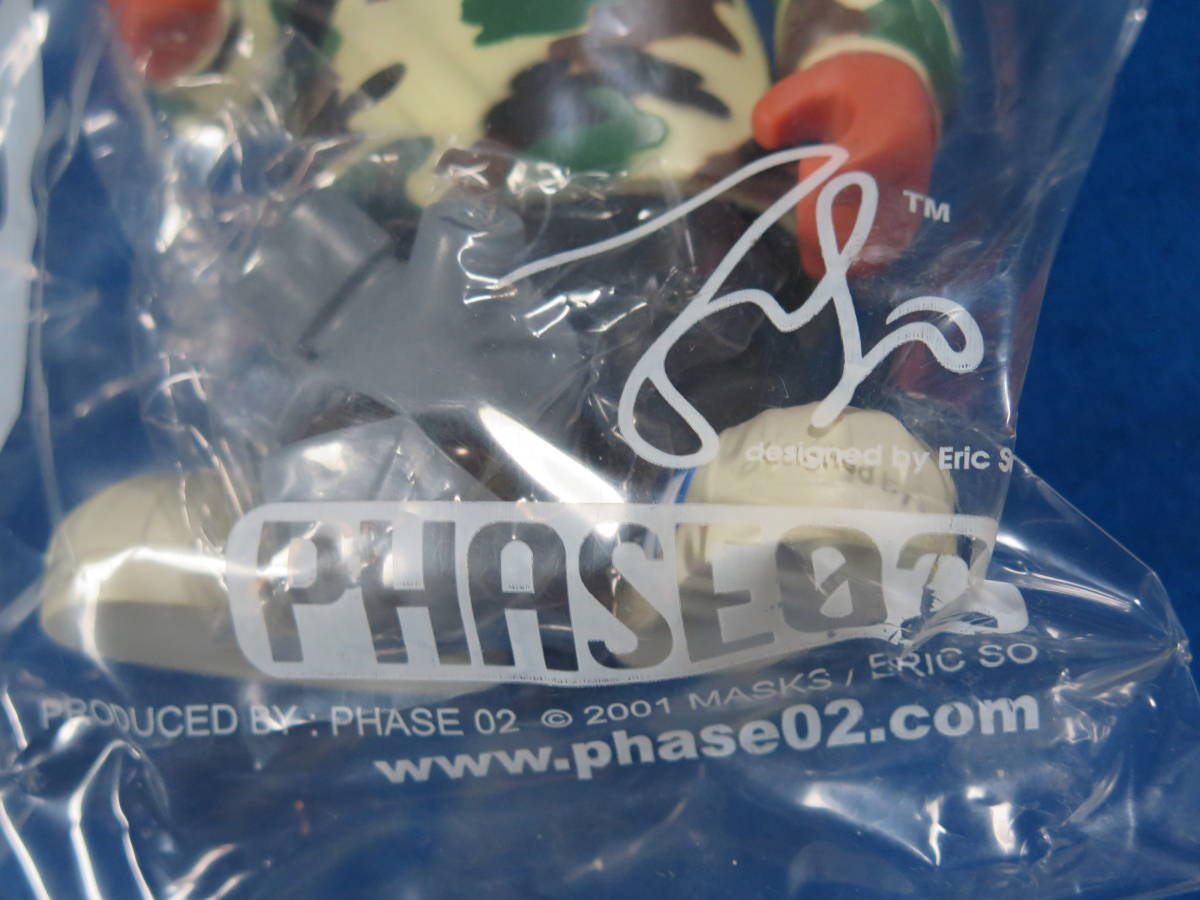 TM
designed by Eric S
PHASE02
PRODUCED BY : PHASE 02 © 2001 MASKS / ERIC SO
www.phase02.com